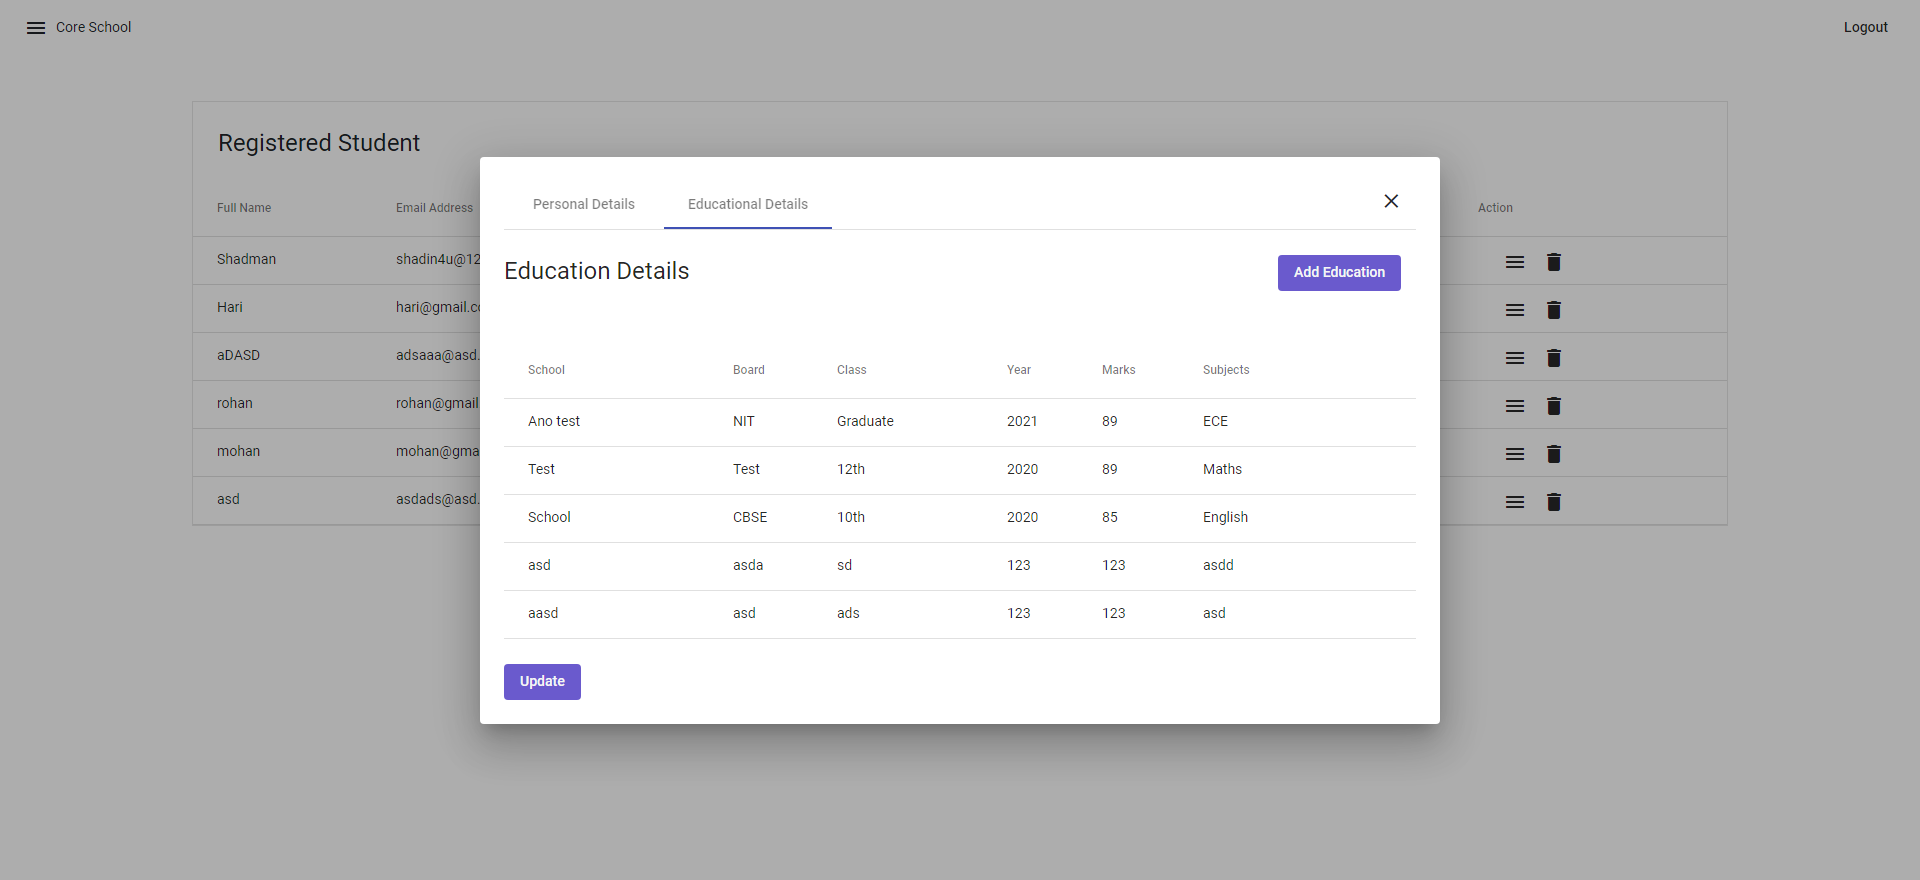 Core School
Logout
Registered Student
Full Name Email Address Action
Shadman shadin4u@12
Hari hari@gmail.c
aDASD adsaaa@asd.
rohan rohan@gmail
mohan mohan@gma
asd asdads@asd.
Personal Details Educational Details
Education Details
Add Education
School Board Class Year Marks Subjects
Ano test NIT Graduate 2021 89 ECE
Test Test 12th 2020 89 Maths
School CBSE 10th 2020 85 English
asd asda sd 123 123 asdd
aasd asd ads 123 123 asd
Update